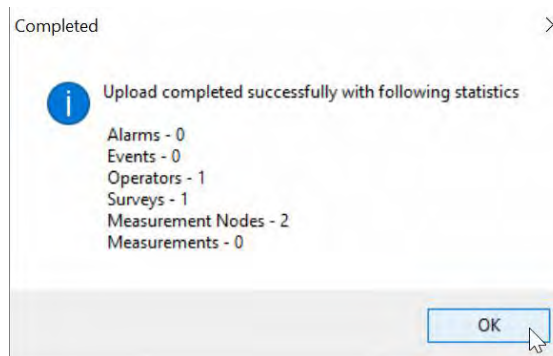 Completed
Upload completed successfully with following statistics
Alarms - 0
Events - 0
Operators - 1
Surveys - 1
Measurement Nodes - 2
Measurements - 0
OK